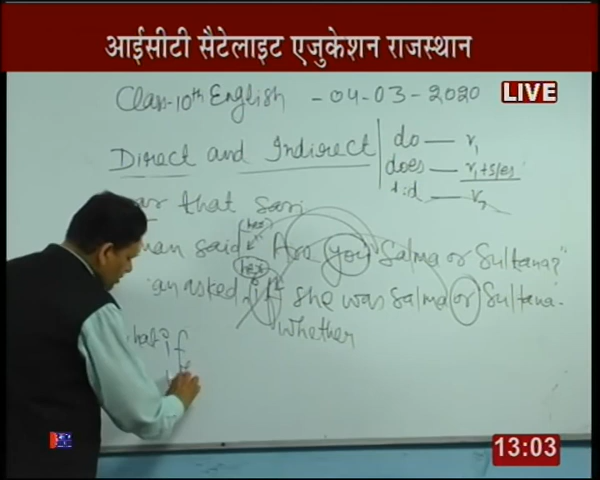 आईसीटी सैटेलाइट एजुकेशन राजस्थान
LIVE
Class-10th English - 04-03-2020
Direct and Indirect
do — V1
does — V1+s/es
did — V2
that
said Are you Salma or Sultana?"
asked if she was Salma or Sultana.
her
whether
if
13:03